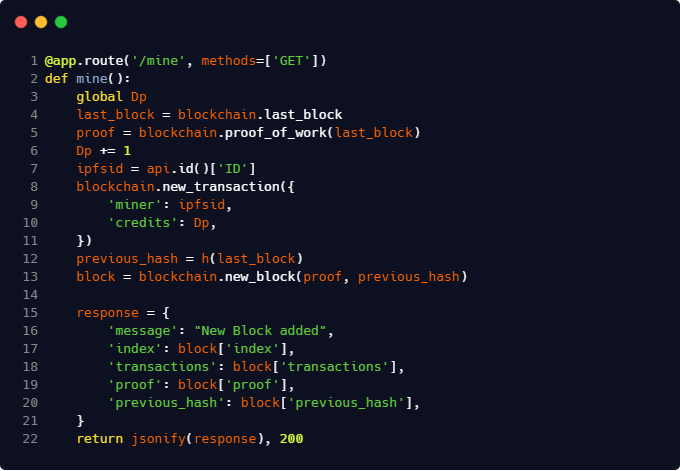 1 @app.route('/mine', methods=['GET'])
2 def mine():
3     global Dp
4     last_block = blockchain.last_block
5     proof = blockchain.proof_of_work(last_block)
6     Dp += 1
7     ipfsid = api.id()['ID']
8     blockchain.new_transaction({
9         'miner': ipfsid,
10         'credits': Dp,
11     })
12     previous_hash = h(last_block)
13     block = blockchain.new_block(proof, previous_hash)
14
15     response = {
16         'message': "New Block added",
17         'index': block['index'],
18         'transactions': block['transactions'],
19         'proof': block['proof'],
20         'previous_hash': block['previous_hash'],
21     }
22     return jsonify(response), 200